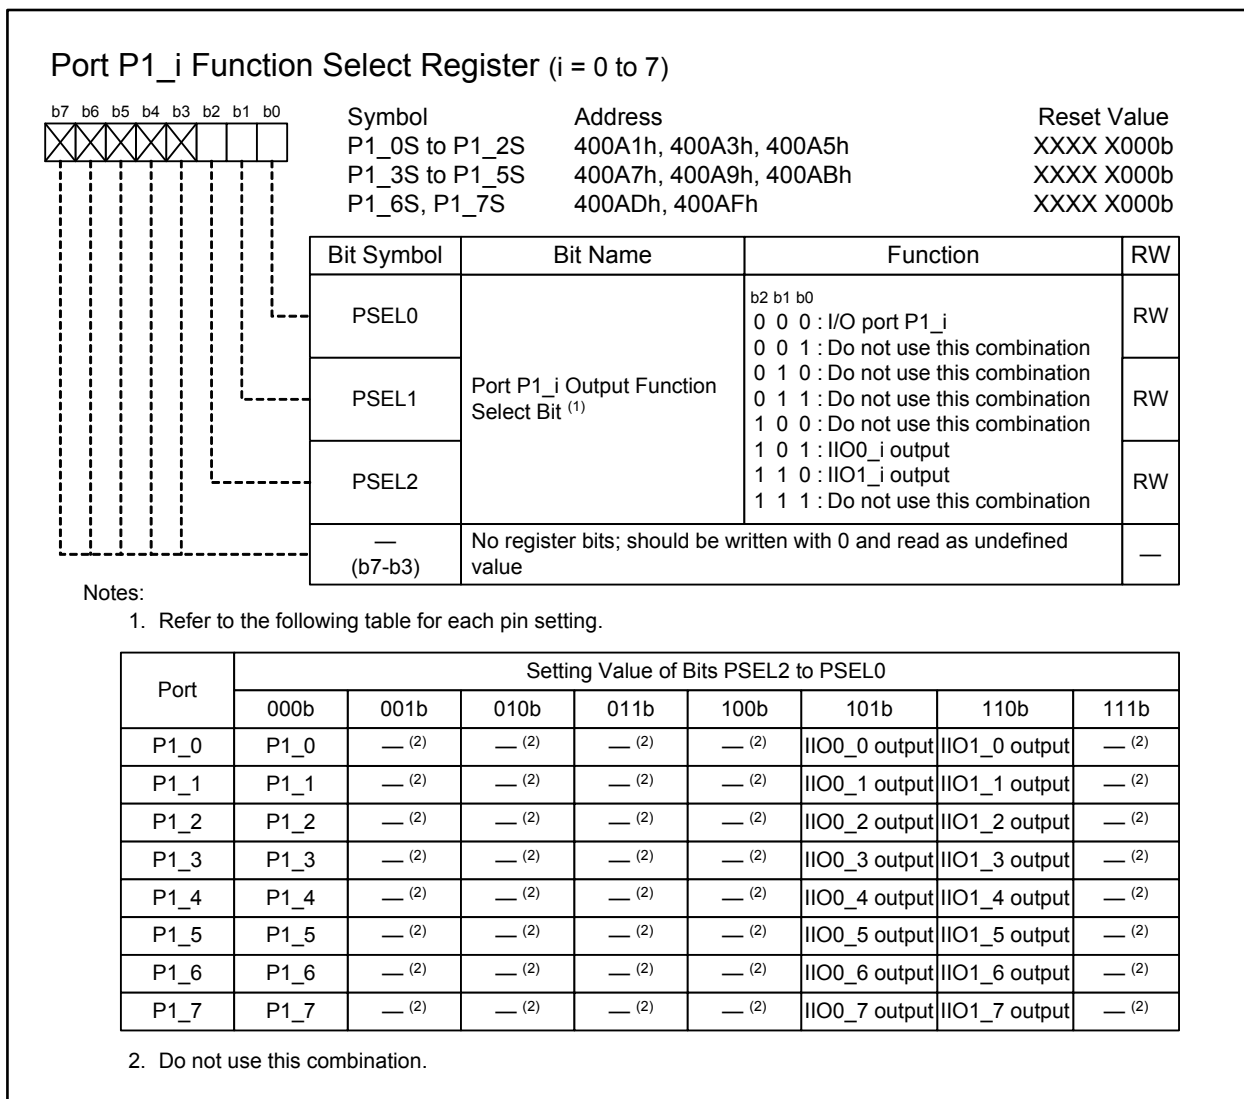 Port P1_i Function Select Register (i = 0 to 7)
b7 b6 b5 b4 b3 b2 b1 b0
Symbol Address Reset Value
P1_0S to P1_2S 400A1h, 400A3h, 400A5h XXXX X000b
P1_3S to P1_5S 400A7h, 400A9h, 400ABh XXXX X000b
P1_6S, P1_7S 400ADh, 400AFh XXXX X000b
Bit Symbol Bit Name Function RW
PSEL0 RW
PSEL1 RW
PSEL2 RW
Port P1_i Output Function
Select Bit (1)
b2 b1 b0
0 0 0 : I/O port P1_i
0 0 1 : Do not use this combination
0 1 0 : Do not use this combination
0 1 1 : Do not use this combination
1 0 0 : Do not use this combination
1 0 1 : IIO0_i output
1 1 0 : IIO1_i output
1 1 1 : Do not use this combination
—
(b7-b3)
No register bits; should be written with 0 and read as undefined
value
—
Notes:
1. Refer to the following table for each pin setting.
Port Setting Value of Bits PSEL2 to PSEL0
000b 001b 010b 011b 100b 101b 110b 111b
P1_0 P1_0 — (2) — (2) — (2) — (2) IIO0_0 output IIO1_0 output — (2)
P1_1 P1_1 — (2) — (2) — (2) — (2) IIO0_1 output IIO1_1 output — (2)
P1_2 P1_2 — (2) — (2) — (2) — (2) IIO0_2 output IIO1_2 output — (2)
P1_3 P1_3 — (2) — (2) — (2) — (2) IIO0_3 output IIO1_3 output — (2)
P1_4 P1_4 — (2) — (2) — (2) — (2) IIO0_4 output IIO1_4 output — (2)
P1_5 P1_5 — (2) — (2) — (2) — (2) IIO0_5 output IIO1_5 output — (2)
P1_6 P1_6 — (2) — (2) — (2) — (2) IIO0_6 output IIO1_6 output — (2)
P1_7 P1_7 — (2) — (2) — (2) — (2) IIO0_7 output IIO1_7 output — (2)
2. Do not use this combination.